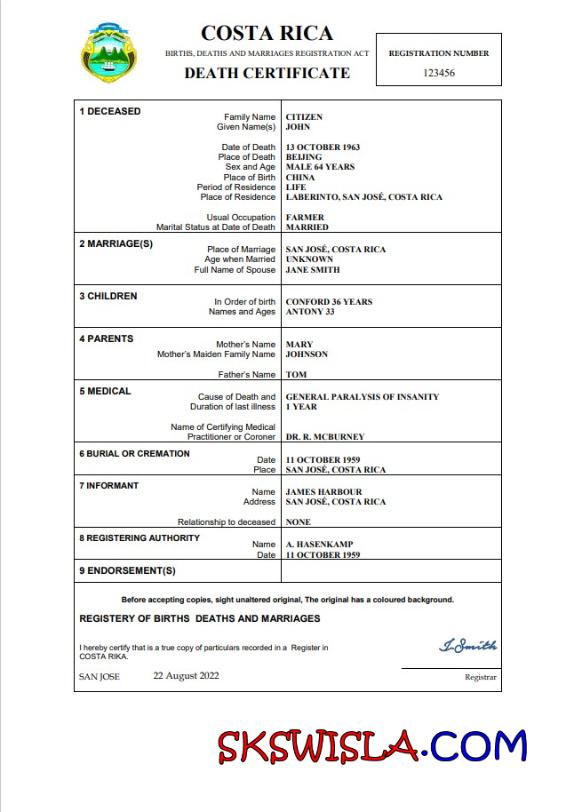 COSTA RICA
BIRTHS, DEATHS AND MARRIAGES REGISTRATION ACT
DEATH CERTIFICATE
REGISTRATION NUMBER
123456
1 DECEASED
Family Name CITIZEN
Given Name(s) JOHN
Date of Death 13 OCTOBER 1963
Place of Death BEIJING
Sex and Age MALE 64 YEARS
Place of Birth CHINA
Period of Residence LIFE
Place of Residence LABERINTO, SAN JOSÉ, COSTA RICA
Usual Occupation FARMER
Marital Status at Date of Death MARRIED
2 MARRIAGE(S)
Place of Marriage SAN JOSÉ, COSTA RICA
Age when Married UNKNOWN
Full Name of Spouse JANE SMITH
3 CHILDREN
In Order of birth CONFORD 36 YEARS
Names and Ages ANTONY 33
4 PARENTS
Mother's Name MARY
Mother's Maiden Family Name JOHNSON
Father's Name TOM
5 MEDICAL
Cause of Death and GENERAL PARALYSIS OF INSANITY
Duration of last illness 1 YEAR
Name of Certifying Medical
Practitioner or Coroner DR. R. MCBURNEY
6 BURIAL OR CREMATION
Date 11 OCTOBER 1959
Place SAN JOSÉ, COSTA RICA
7 INFORMANT
Name JAMES HARBOUR
Address SAN JOSÉ, COSTA RICA
Relationship to deceased NONE
8 REGISTERING AUTHORITY
Name A. HASENKAMP
Date 11 OCTOBER 1959
9 ENDORSEMENT(S)
Before accepting copies, sight unaltered original, The original has a coloured background.
REGISTERY OF BIRTHS DEATHS AND MARRIAGES
I hereby certify that is a true copy of particulars recorded in a Register in
COSTA RIKA.
J.Smith
SAN JOSE 22 August 2022
Registrar
SKSWISLA.COM